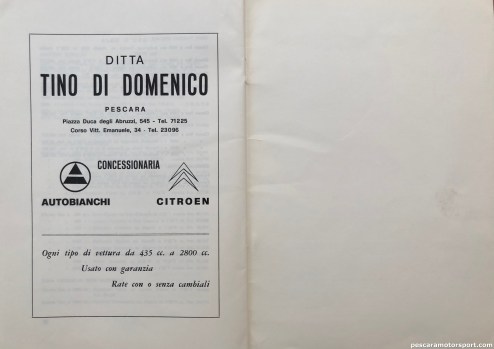 DITTA
TINO DI DOMENICO
PESCARA
Piazza Duca degli Abruzzi, 545 - Tel. 71225
Corso Vitt. Emanuele, 34 - Tel. 23096
CONCESSIONARIA
AUTOBIANCHI
CITROEN
Ogni tipo di vettura da 435 cc. a 2800 cc.
Usato con garanzia
Rate con o senza cambiali
pescaramotorsport.com